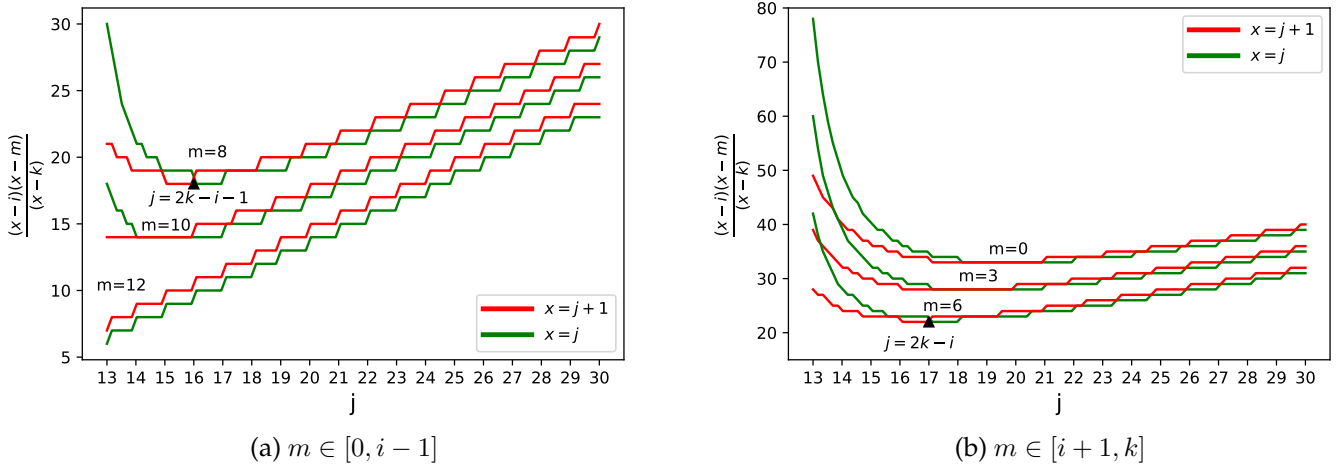 30
25
20
15
10
5
(x − i)(x − m)
(x − k)
m=8
j = 2k − i − 1
m=10
m=12
x = j + 1
x = j
13 14 15 16 17 18 19 20 21 22 23 24 25 26 27 28 29 30
j
(a) m ∈ [0, i − 1]
80
70
60
50
40
30
20
(x − i)(x − m)
(x − k)
x = j + 1
x = j
m=0
m=3
m=6
j = 2k − i
13 14 15 16 17 18 19 20 21 22 23 24 25 26 27 28 29 30
j
(b) m ∈ [i + 1, k]